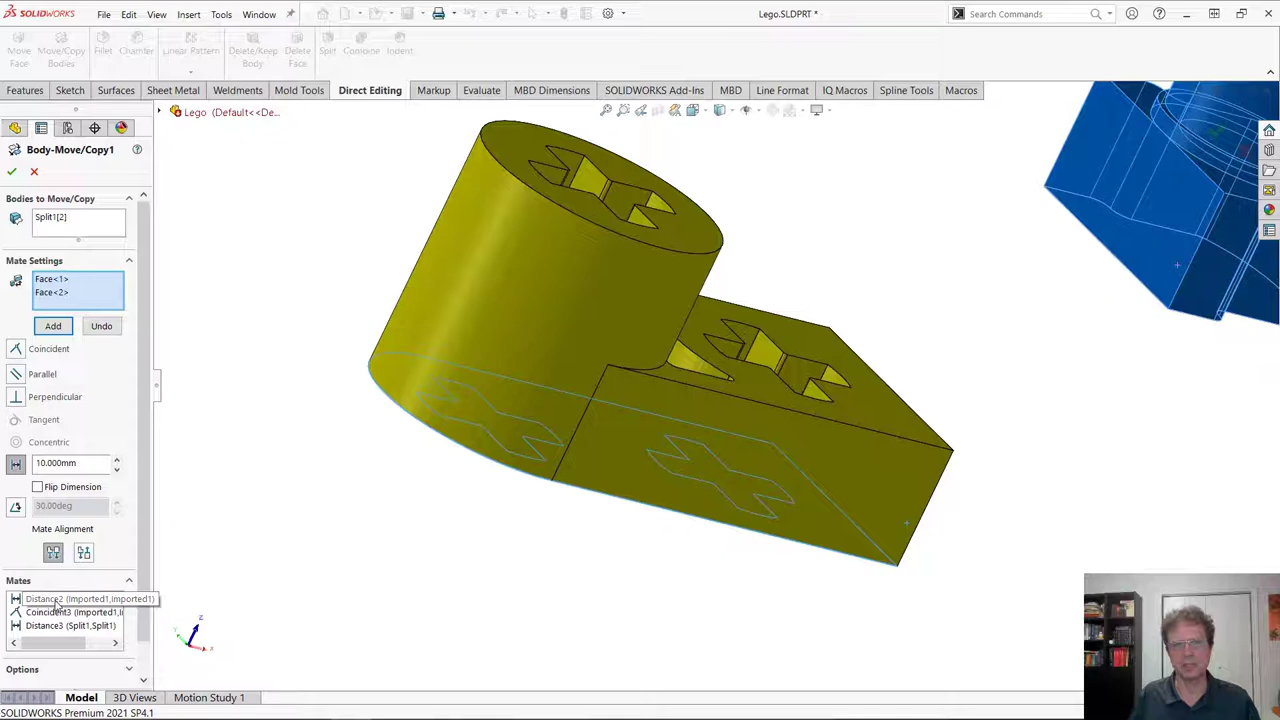 SOLIDWORKS File Edit View Insert Tools Window Lego.SLDPRT * Search Commands
Move Face Move/Copy Bodies Fillet Chamfer Linear Pattern Delete/Keep Body Delete Face Split Combine Indent
Features Sketch Surfaces Sheet Metal Weldments Mold Tools Direct Editing Markup Evaluate MBD Dimensions SOLIDWORKS Add-Ins MBD Line Format IQ Macros Spline Tools Macros
Lego (Default<<De...
Body-Move/Copy1
Bodies to Move/Copy
Split1[2]
Mate Settings
Face<1>
Face<2>
Add Undo
Coincident
Parallel
Perpendicular
Tangent
Concentric
10.000mm
Flip Dimension
30.00deg
Mate Alignment
Mates
Distance2 (Imported1,Imported1)
Coincident3 (Imported1,I
Distance3 (Split1,Split1)
Options
Z
Y
X
Model 3D Views Motion Study 1
SOLIDWORKS Premium 2021 SP4.1